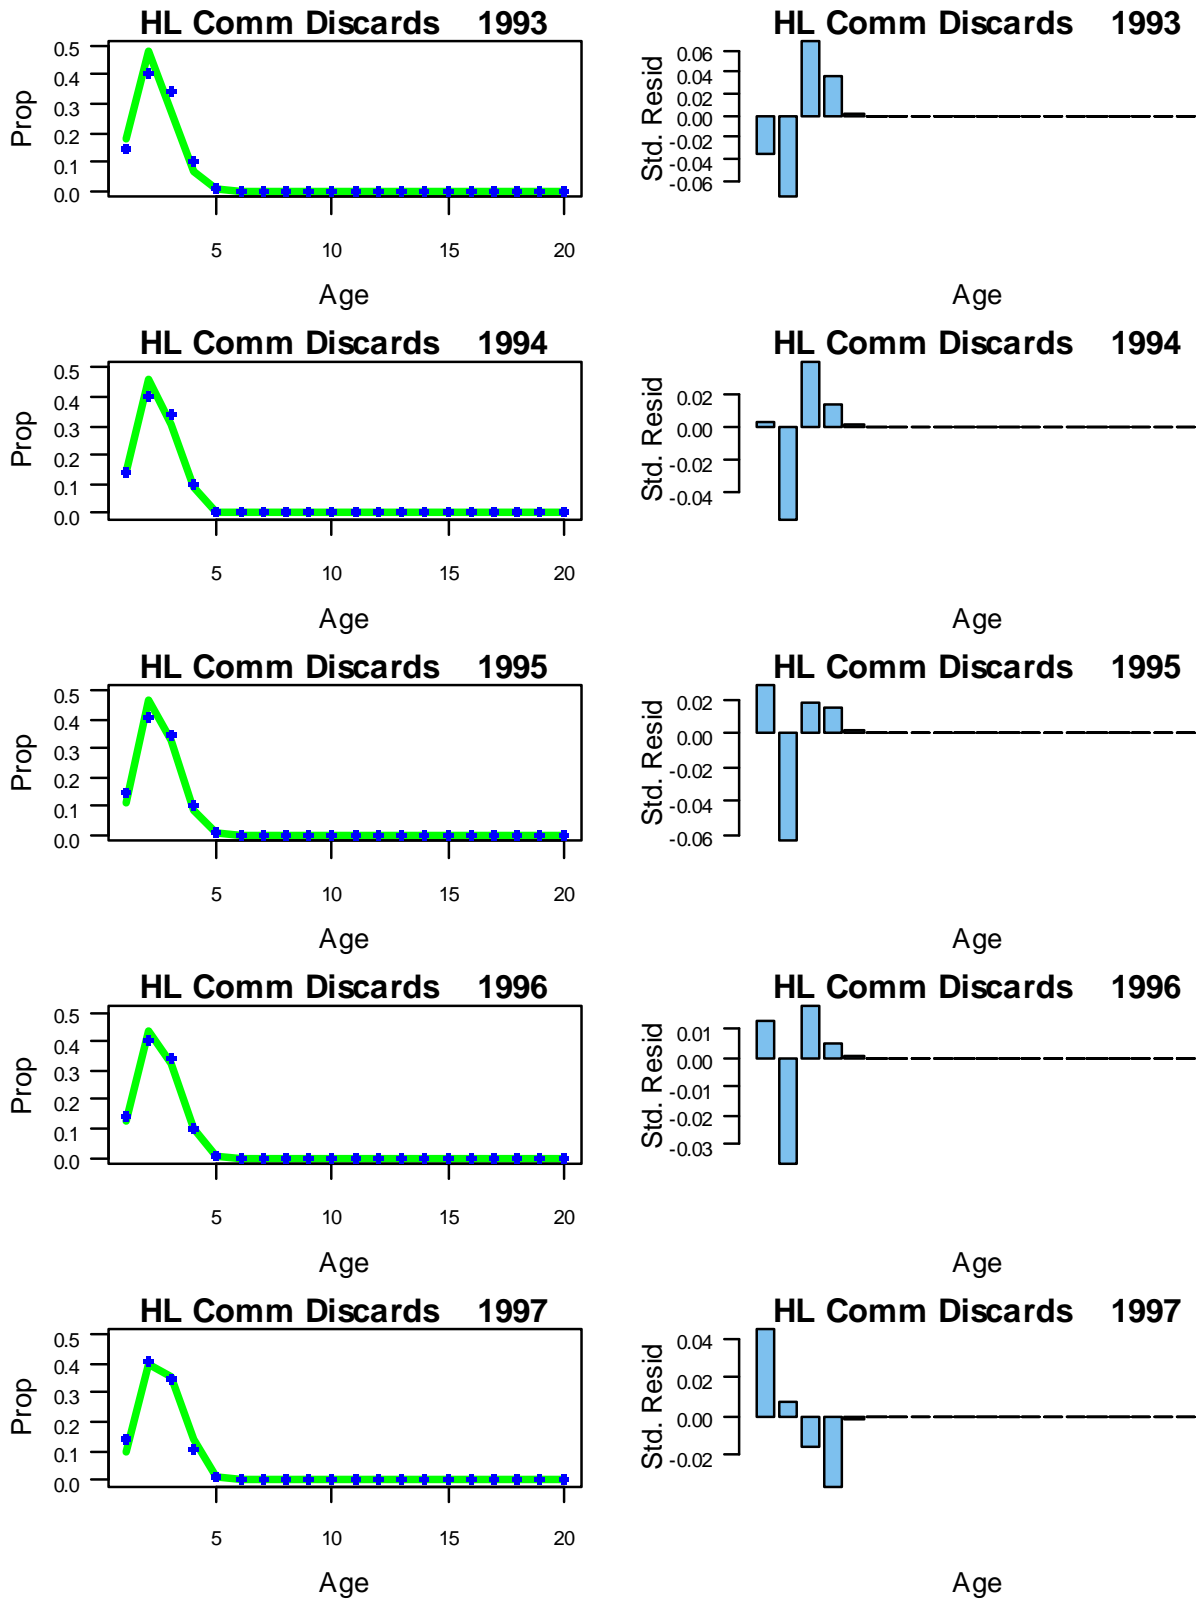 HL Comm Discards 1993
Prop
0.5
0.4
0.3
0.2
0.1
0.0
5 10 15 20
Age
HL Comm Discards 1993
Std. Resid
0.06
0.04
0.02
0.00
-0.02
-0.04
-0.06
Age
HL Comm Discards 1994
Prop
0.5
0.4
0.3
0.2
0.1
0.0
5 10 15 20
Age
HL Comm Discards 1994
Std. Resid
0.02
0.00
-0.02
-0.04
Age
HL Comm Discards 1995
Prop
0.5
0.4
0.3
0.2
0.1
0.0
5 10 15 20
Age
HL Comm Discards 1995
Std. Resid
0.02
0.00
-0.02
-0.04
-0.06
Age
HL Comm Discards 1996
Prop
0.5
0.4
0.3
0.2
0.1
0.0
5 10 15 20
Age
HL Comm Discards 1996
Std. Resid
0.01
0.00
-0.01
-0.02
-0.03
Age
HL Comm Discards 1997
Prop
0.5
0.4
0.3
0.2
0.1
0.0
5 10 15 20
Age
HL Comm Discards 1997
Std. Resid
0.04
0.02
0.00
-0.02
Age